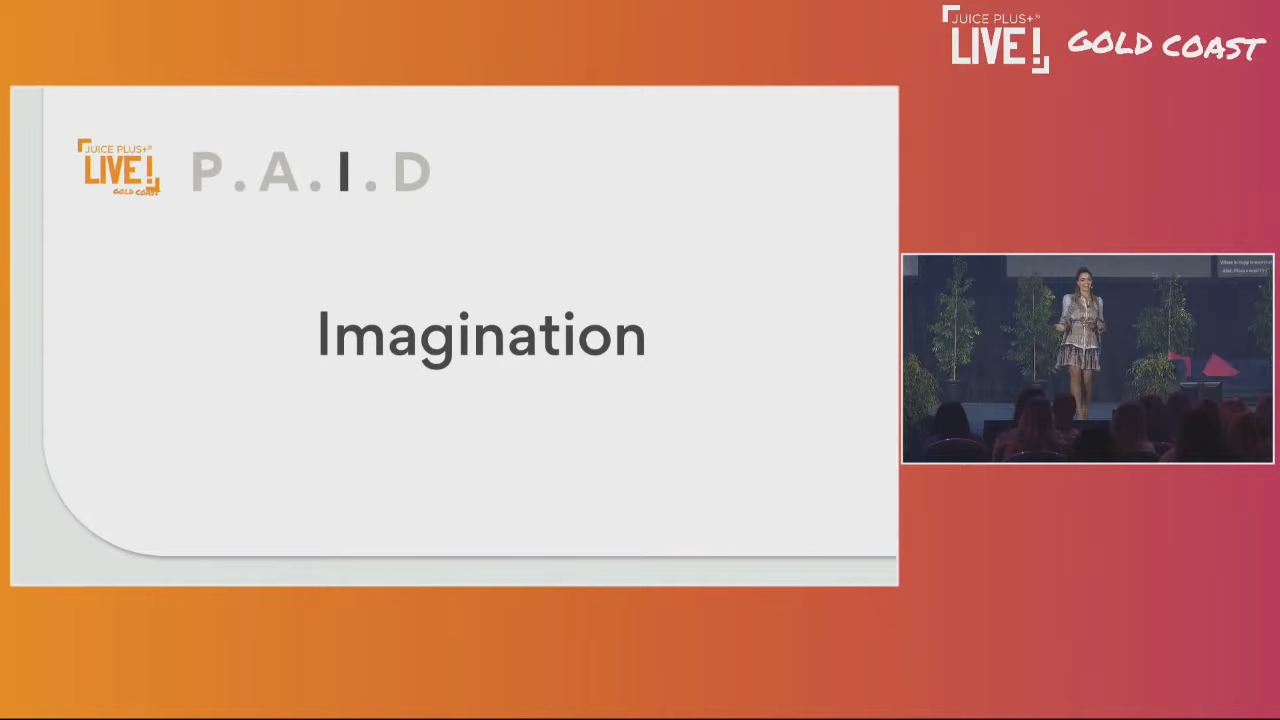 JUICE PLUS+®
LIVE! GOLD COAST
JUICE PLUS+®
LIVE!
GOLD COAST
P.A.I.D
Imagination